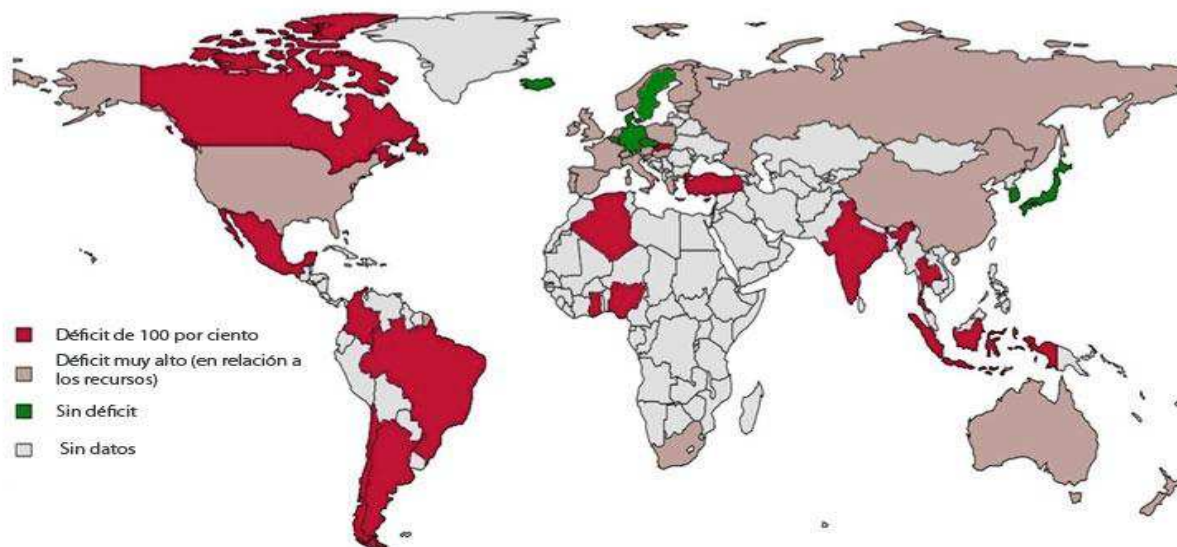 Déficit de 100 por ciento
Déficit muy alto (en relación a
los recursos)
Sin déficit
Sin datos